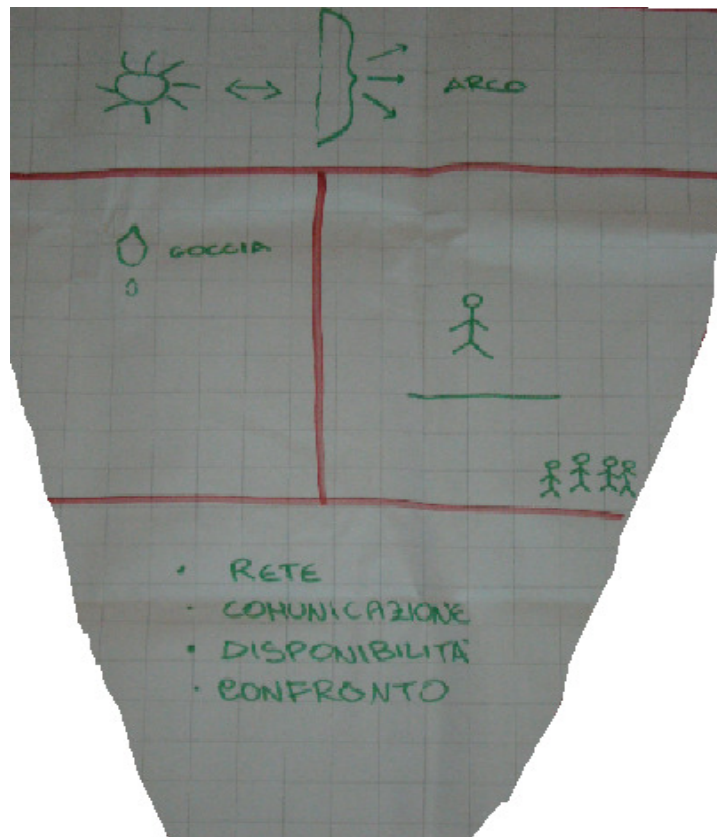 ARCO
GOCCIA
• RETE
• COMUNICAZIONE
• DISPONIBILITÀ
• CONFRONTO